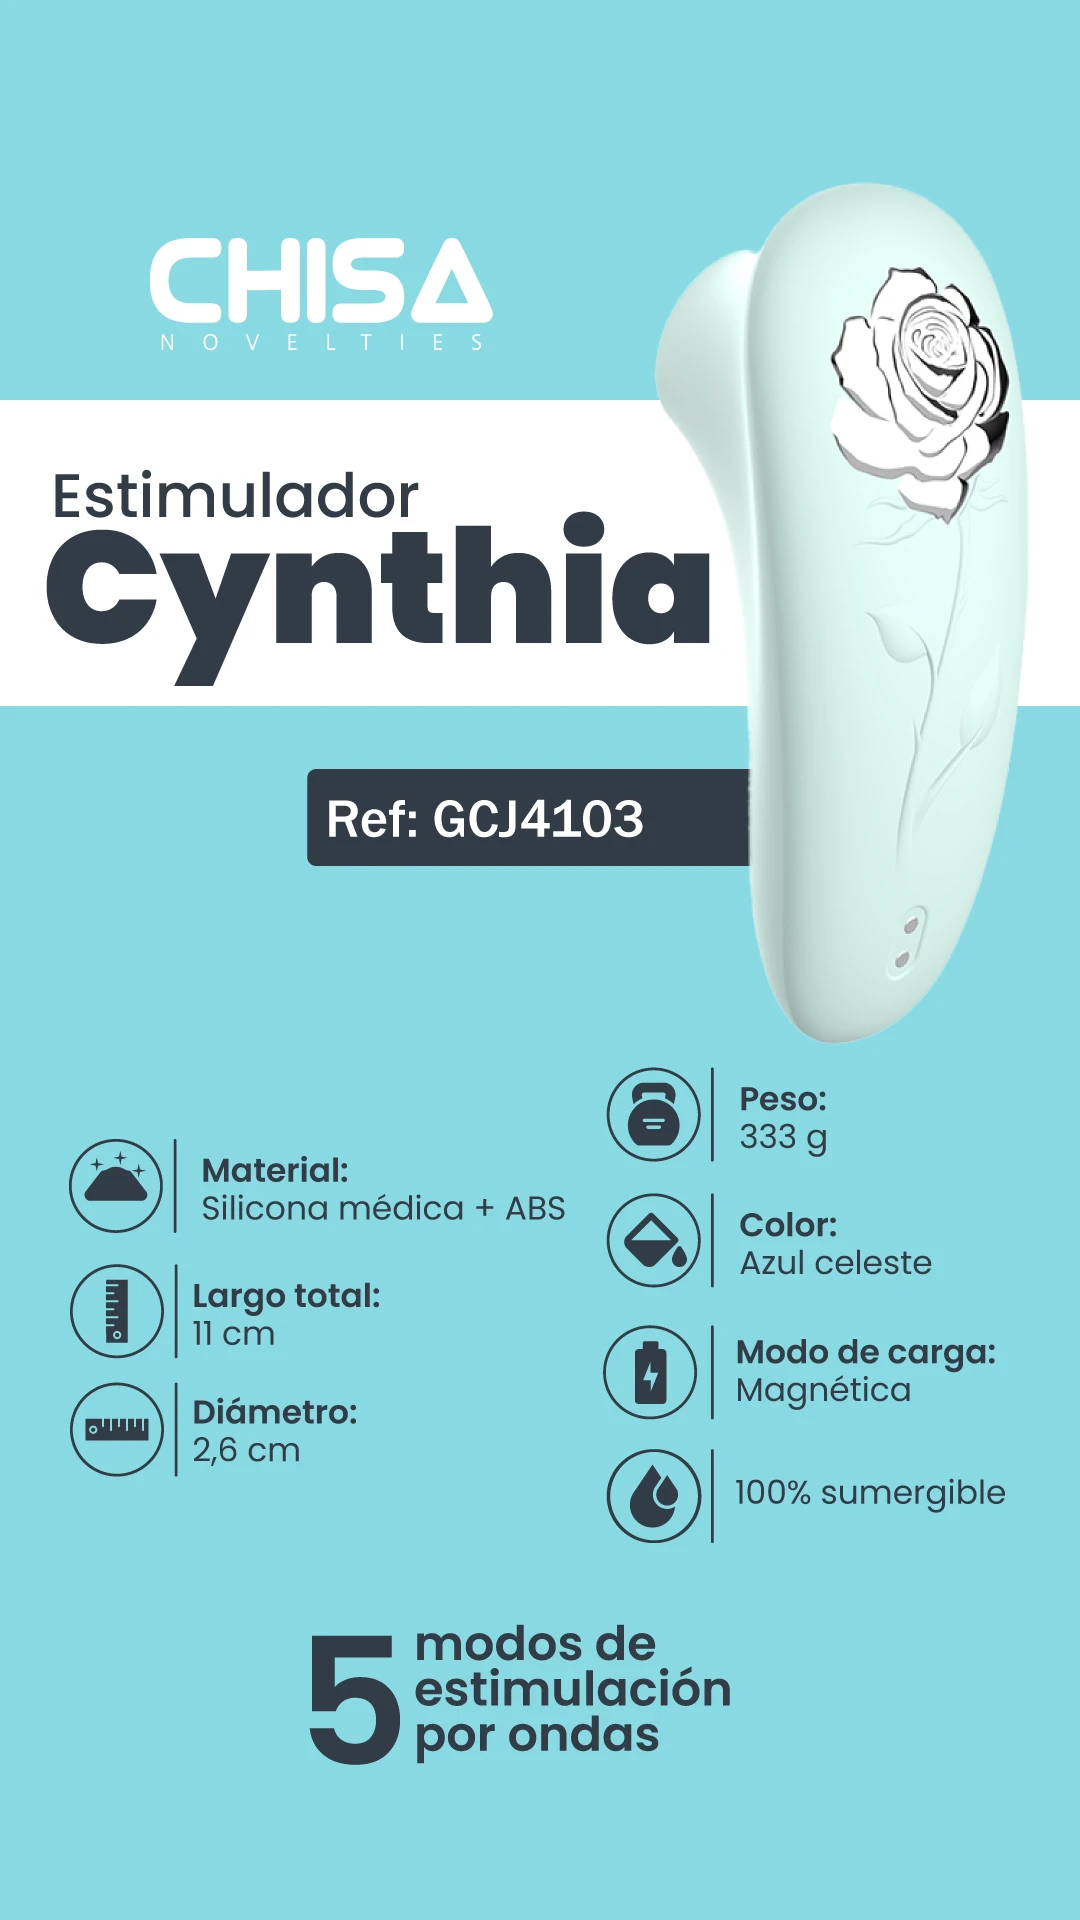 CHISA
NOVELTIES
Estimulador
Cynthia
Ref: GCJ4103
Material:
Silicona médica + ABS
Largo total:
11 cm
Diámetro:
2,6 cm
Peso:
333 g
Color:
Azul celeste
Modo de carga:
Magnética
100% sumergible
5
modos de
estimulación
por ondas